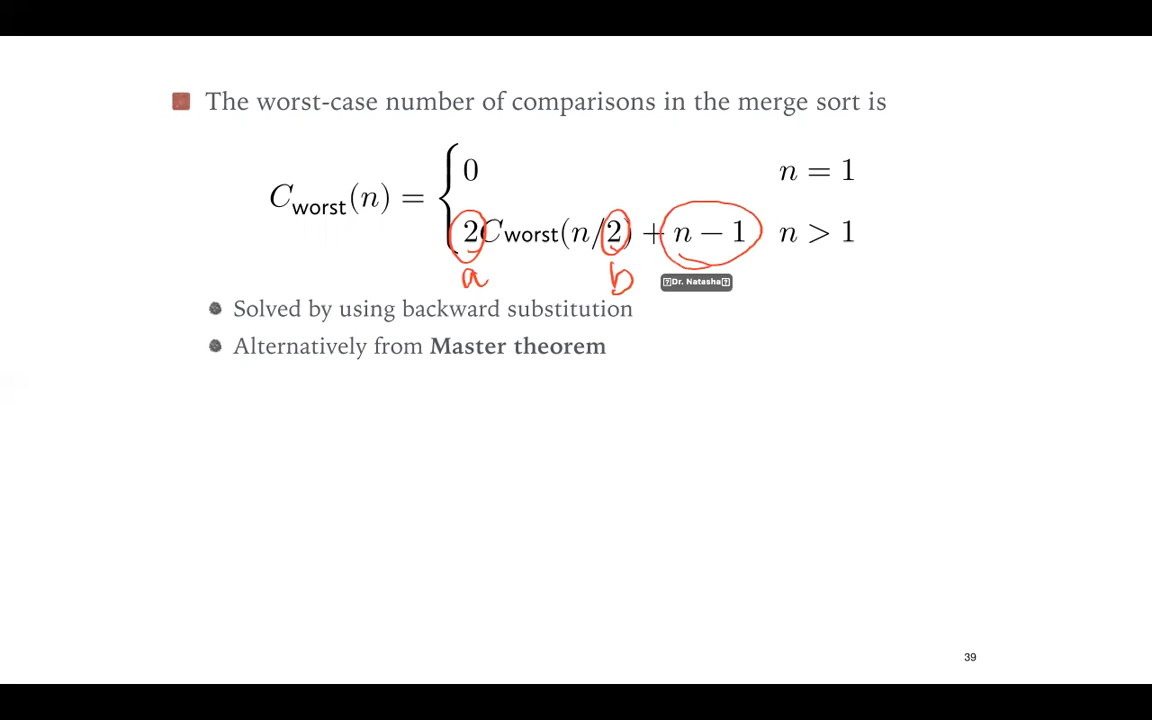 The worst-case number of comparisons in the merge sort is
0 n = 1
C_worst(n) = {
2C_worst(n/2) + n − 1 n > 1
a b
Dr. Natasha
Solved by using backward substitution
Alternatively from Master theorem
39